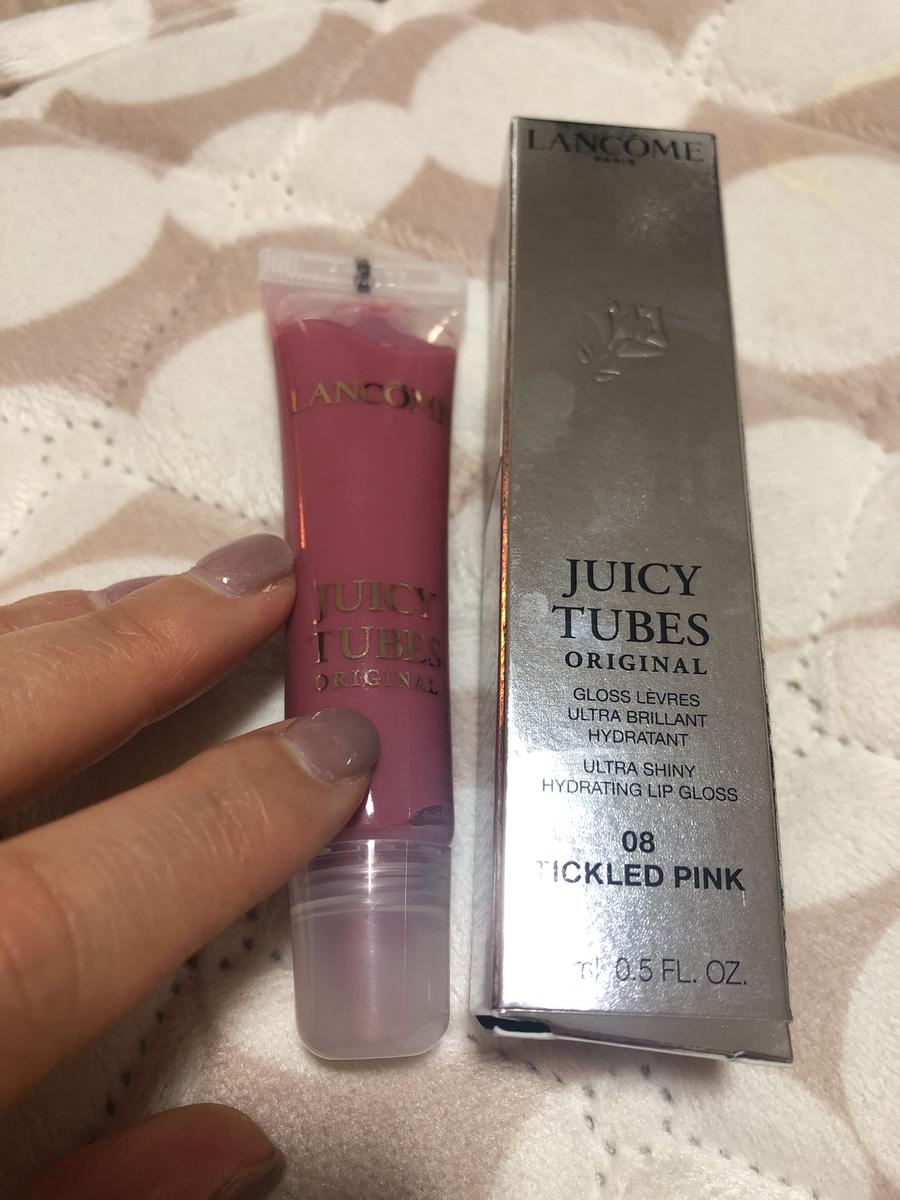 LANCÔME
JUICY
TUBES
ORIGINAL
LANCÔME
PARIS
JUICY
TUBES
ORIGINAL
GLOSS LÈVRES
ULTRA BRILLANT
HYDRATANT
ULTRA SHINY
HYDRATING LIP GLOSS
08
TICKLED PINK
ml 0.5 FL. OZ.